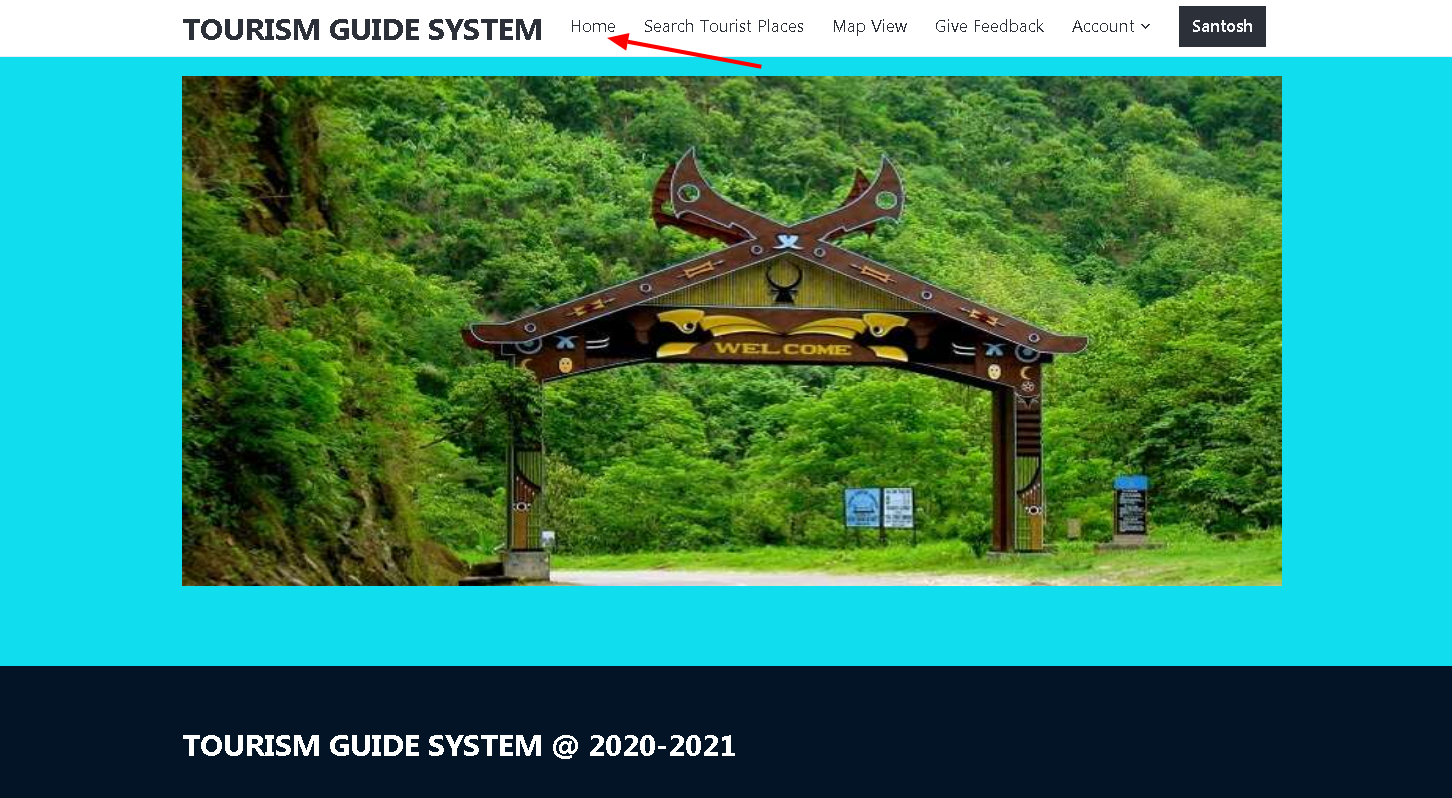 TOURISM GUIDE SYSTEM Home Search Tourist Places Map View Give Feedback Account Santosh
WELCOME
TOURISM GUIDE SYSTEM @ 2020-2021